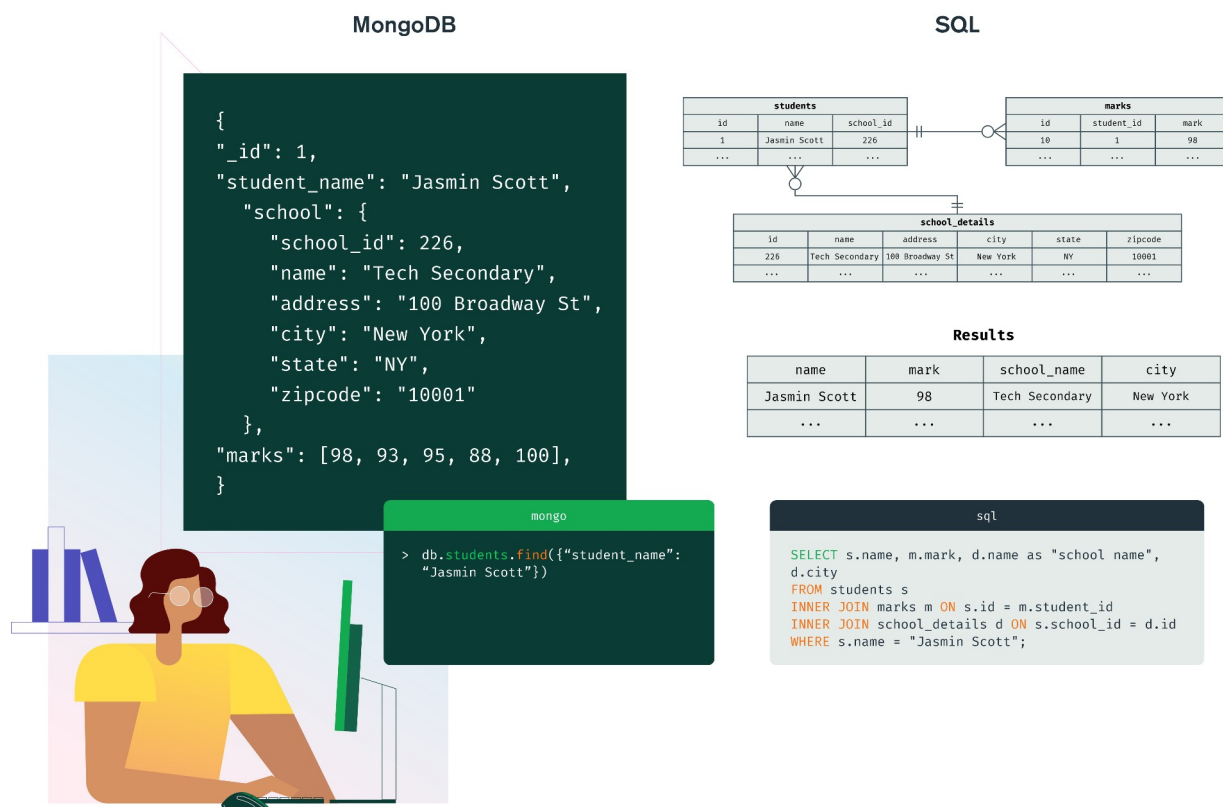 MongoDB
{
"_id": 1,
"student_name": "Jasmin Scott",
"school": {
"school_id": 226,
"name": "Tech Secondary",
"address": "100 Broadway St",
"city": "New York",
"state": "NY",
"zipcode": "10001"
},
"marks": [98, 93, 95, 88, 100],
}
mongo
> db.students.find({“student_name”:
“Jasmin Scott”})
SQL
students
id name school_id
1 Jasmin Scott 226
... ... ...
marks
id student_id mark
10 1 98
... ... ...
school_details
id name address city state zipcode
226 Tech Secondary 100 Broadway St New York NY 10001
... ... ... ... ... ...
Results
name mark school_name city
Jasmin Scott 98 Tech Secondary New York
... ... ... ...
sql
SELECT s.name, m.mark, d.name as "school name",
d.city
FROM students s
INNER JOIN marks m ON s.id = m.student_id
INNER JOIN school_details d ON s.school_id = d.id
WHERE s.name = "Jasmin Scott";